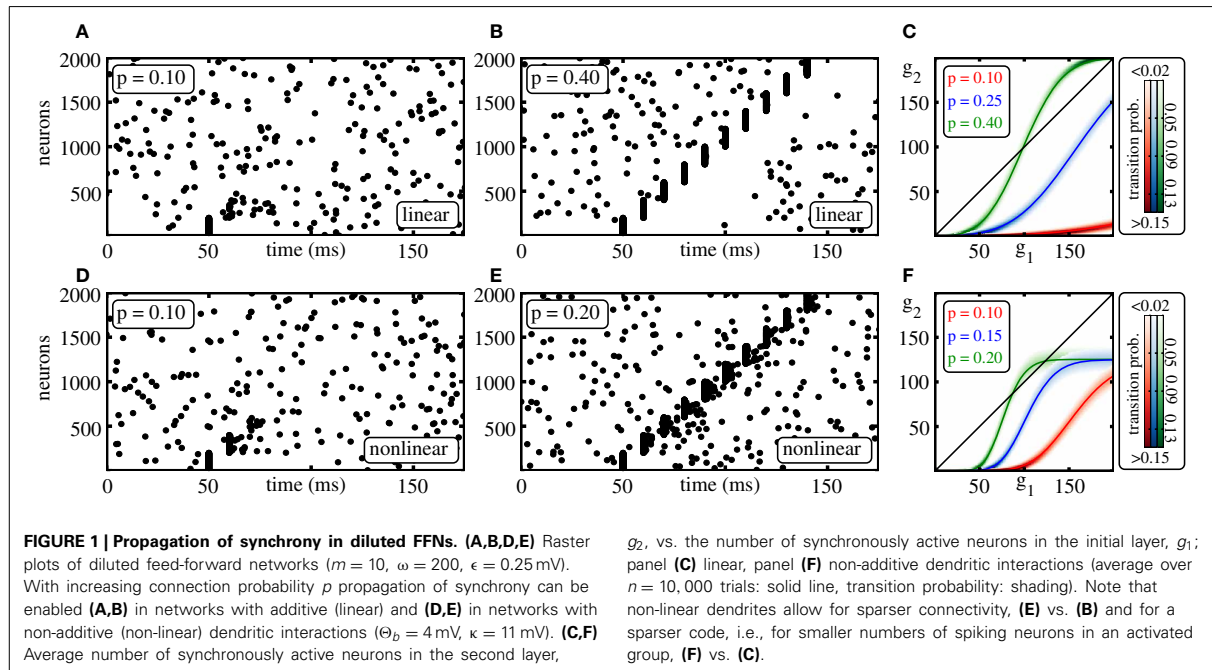 A
B
C
2000
1500
1000
500
neurons
p = 0.10
linear
0
50
time (ms)
150
p = 0.40
linear
0
50
time (ms)
150
g2
200
150
100
50
p = 0.10
p = 0.25
p = 0.40
50
g1
150
<0.02
0.05
0.09
0.13
>0.15
transition prob.
D
E
F
2000
1500
1000
500
neurons
p = 0.10
nonlinear
0
50
time (ms)
150
p = 0.20
nonlinear
0
50
time (ms)
150
g2
200
150
100
50
p = 0.10
p = 0.15
p = 0.20
50
g1
150
<0.02
0.05
0.09
0.13
>0.15
transition prob.
FIGURE 1 | Propagation of synchrony in diluted FFNs. (A,B,D,E) Raster
plots of diluted feed-forward networks (m = 10, ω = 200, ϵ = 0.25 mV).
With increasing connection probability p propagation of synchrony can be
enabled (A,B) in networks with additive (linear) and (D,E) in networks with
non-additive (non-linear) dendritic interactions (Θb = 4 mV, κ = 11 mV). (C,F)
Average number of synchronously active neurons in the second layer,
g2, vs. the number of synchronously active neurons in the initial layer, g1;
panel (C) linear, panel (F) non-additive dendritic interactions (average over
n = 10,000 trials: solid line, transition probability: shading). Note that
non-linear dendrites allow for sparser connectivity, (E) vs. (B) and for a
sparser code, i.e., for smaller numbers of spiking neurons in an activated
group, (F) vs. (C).